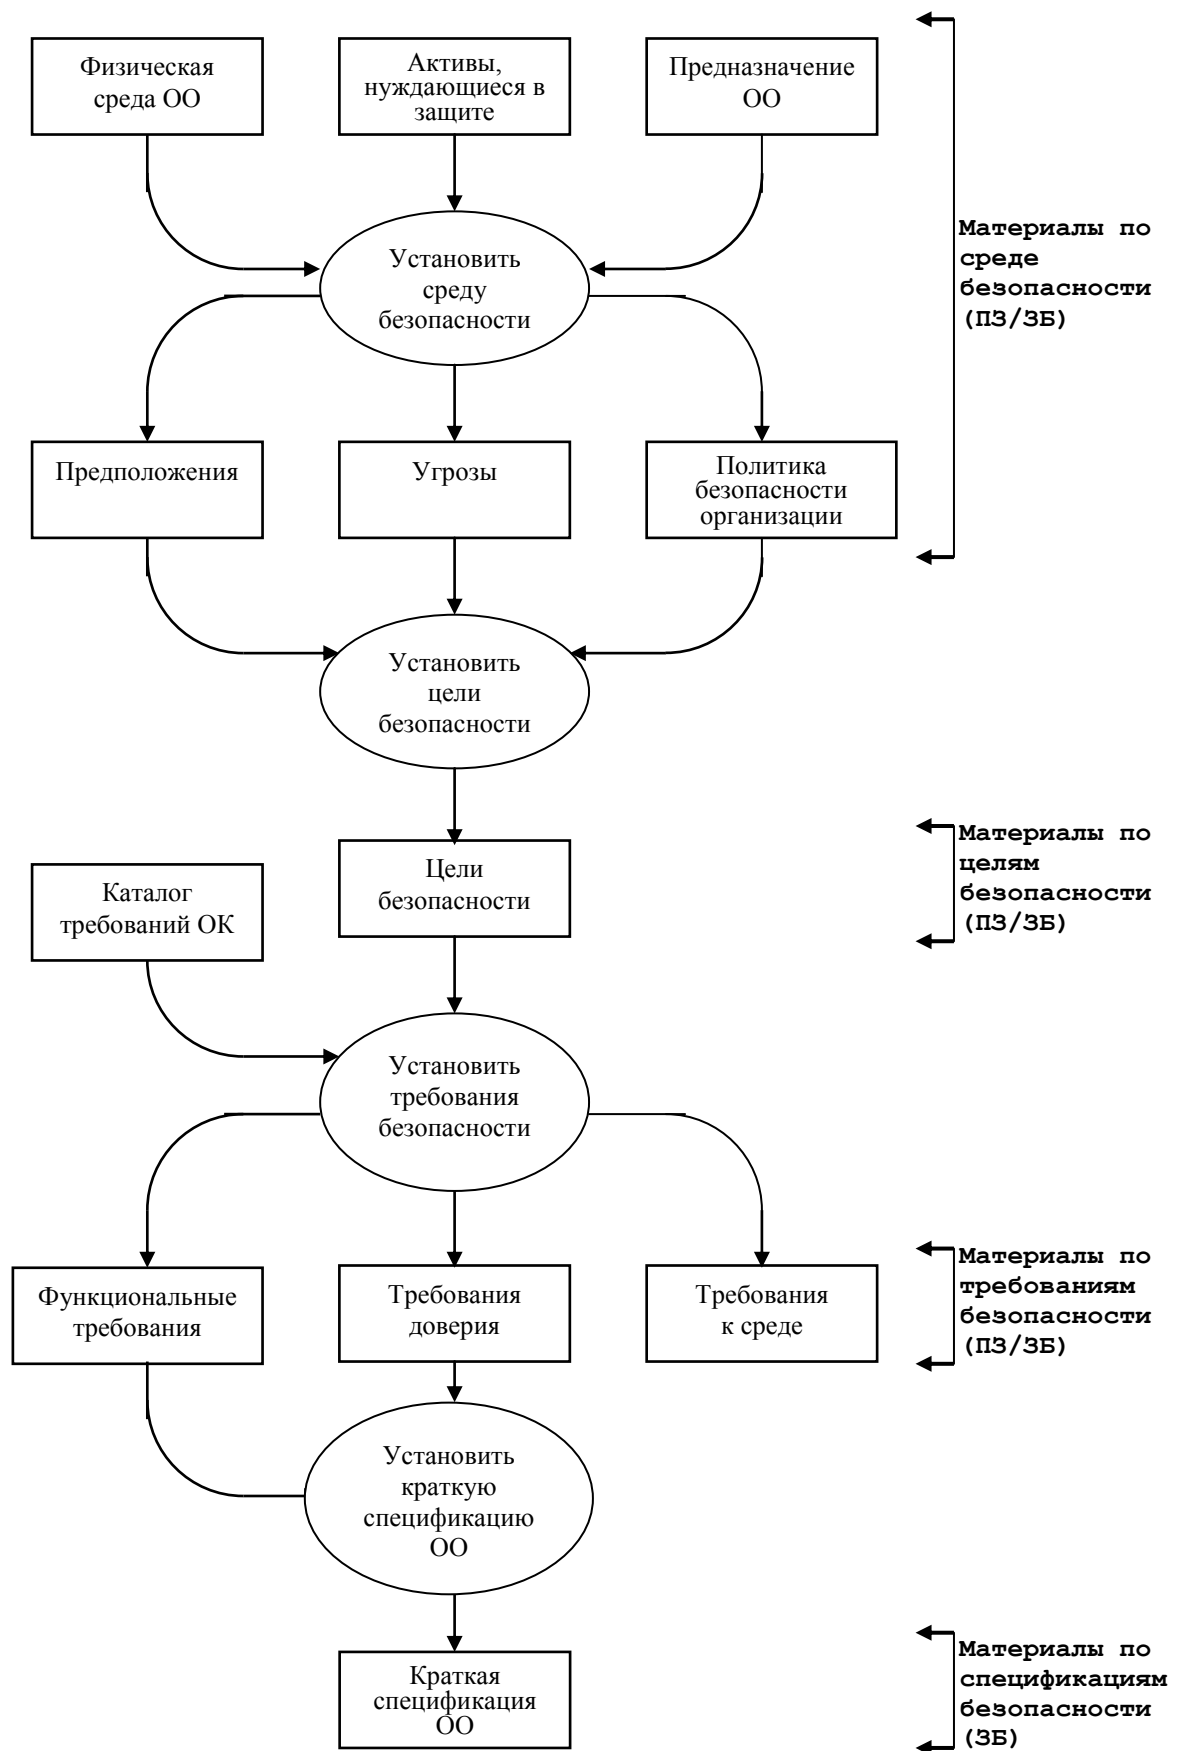 Физическая
среда ОО
Активы,
нуждающиеся в
защите
Предназначение
ОО
Материалы по
среде
безопасности
(ПЗ/ЗБ)
Установить
среду
безопасности
Предположения
Угрозы
Политика
безопасности
организации
Установить
цели
безопасности
Материалы по
целям
безопасности
(ПЗ/ЗБ)
Цели
безопасности
Каталог
требований ОК
Установить
требования
безопасности
Функциональные
требования
Требования
доверия
Требования
к среде
Материалы по
требованиям
безопасности
(ПЗ/ЗБ)
Установить
краткую
спецификацию
ОО
Краткая
спецификация
ОО
Материалы по
спецификациям
безопасности
(ЗБ)